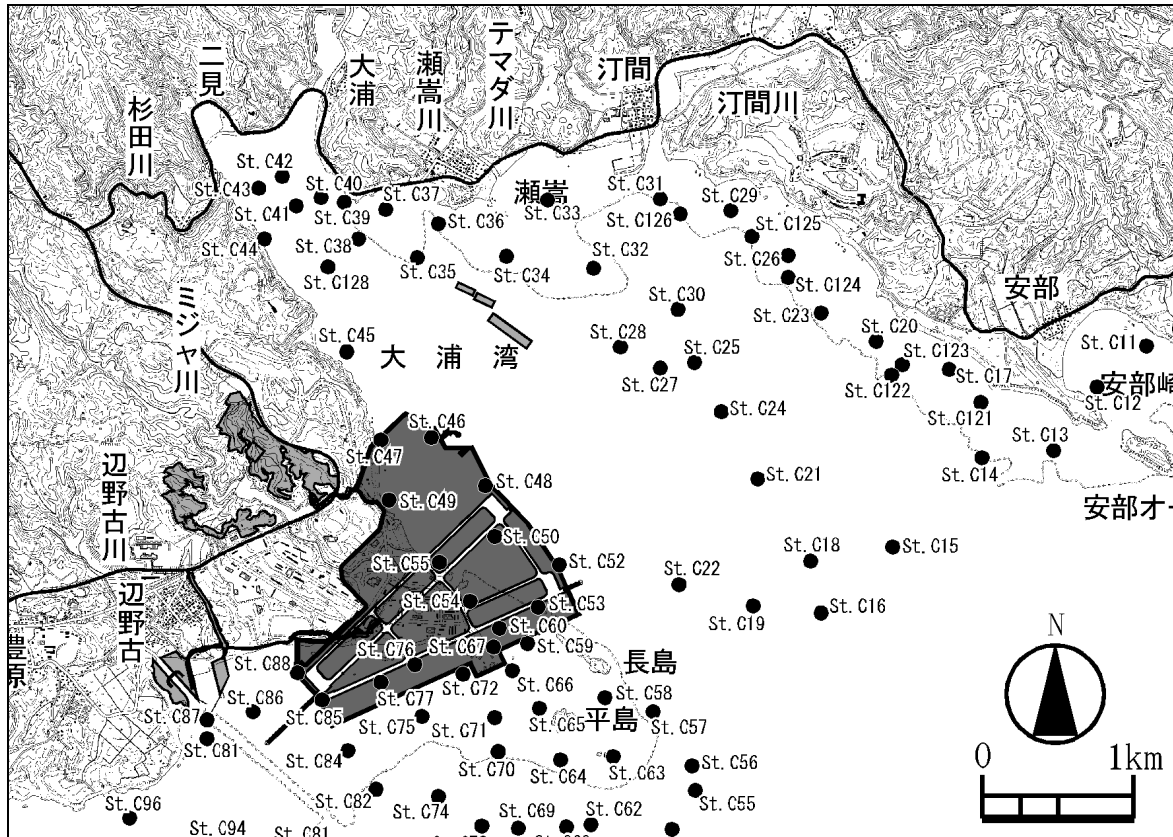 二見
大浦
瀬嵩川
テマダ川
汀間
汀間川
杉田川
St. C42
St. C43
St. C40
St. C37
瀬嵩
St. C31
St. C29
St. C41
St. C39
St. C36
St. C33
St. C126
St. C125
St. C44
St. C38
St. C32
St. C26
St. C128
St. C35
St. C34
St. C124
ミジャ川
St. C30
St. C23
安部
St. C45
大浦湾
St. C28
St. C25
St. C20
St. C123
St. C11
St. C27
St. C122
St. C17
安部崎
St. C12
St. C24
St. C121
St. C46
St. C47
St. C13
辺野古川
St. C48
St. C14
St. C49
St. C21
安部オー
St. C50
St. C55
St. C52
St. C18
St. C15
St. C22
辺野古
St. C54
St. C53
St. C19
St. C16
St. C60
豊原
St. C76
St. C67
St. C59
N
St. C88
長島
St. C72
St. C66
St. C86
St. C77
St. C58
St. C87
St. C85
St. C75
St. C71
St. C65
平島
St. C57
St. C81
St. C84
St. C70
St. C64
St. C63
St. C56
0 1km
St. C82
St. C74
St. C55
St. C96
St. C94
St. C81
St. C69
St. C62